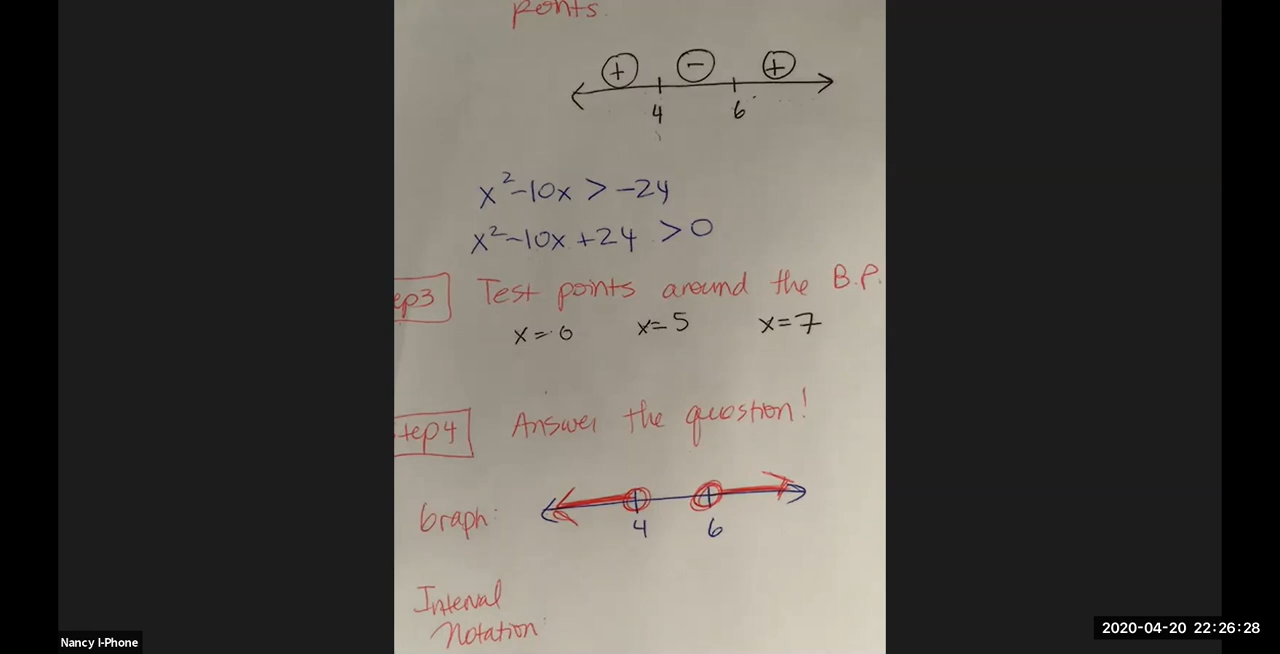 points.
+ - +
4 6
x²-10x > -24
x²-10x +24 > 0
ep3 Test points around the B.P.
x=0 x=5 x=7
tep4 Answer the question!
Graph:
4 6
Interval
Notation:
Nancy I-Phone
2020-04-20 22:26:28